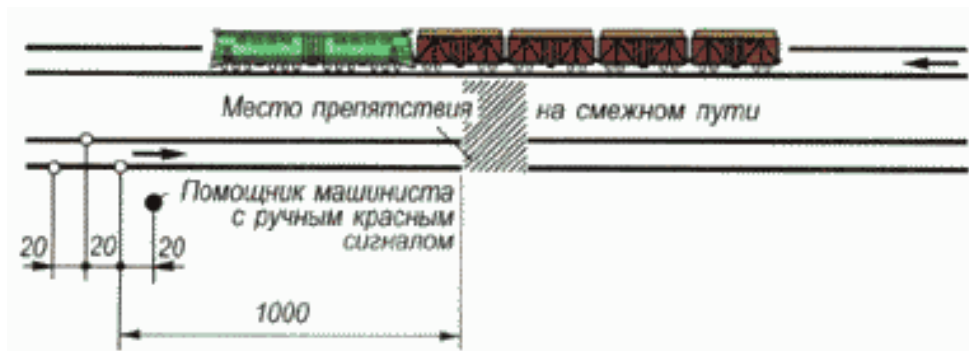 Место препятствия на смежном пути
Помощник машиниста
с ручным красным
сигналом
20 20 20
1000